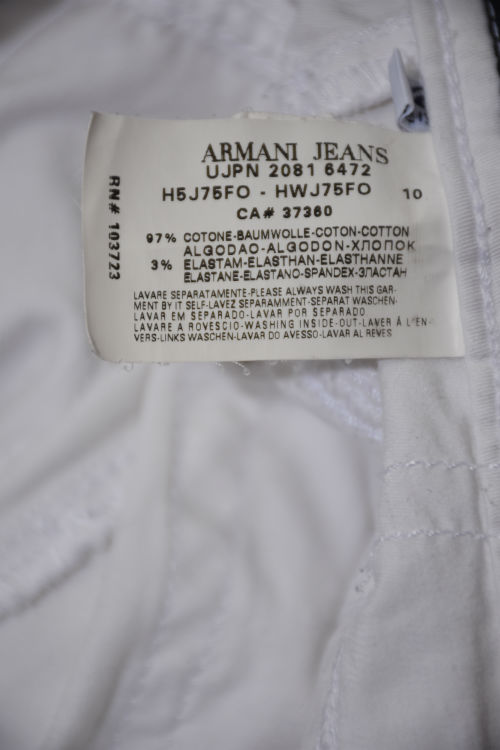 ARMANI JEANS
UJPN 2081 6472
H5J75FO - HWJ75FO 10
CA# 37360
RN# 103723
97% COTONE-BAUMWOLLE-COTON-COTTON
ALGODAO-ALGODON-ХЛОПОК
3% ELASTAM-ELASTHAN-ELASTHANNE
ELASTANE-ELASTANO-SPANDEX-ЭЛАСТАН
LAVARE SEPARATAMENTE-PLEASE ALWAYS WASH THIS GAR-
MENT BY IT SELF-LAVEZ SEPARAMMENT-SEPARAT WASCHEN-
LAVAR EM SEPARADO-LAVAR POR SEPARADO
LAVARE A ROVESCIO-WASHING INSIDE-OUT-LAVER À L'EN-
VERS-LINKS WASCHEN-LAVAR DO AVESSO-LAVAR AL REVES